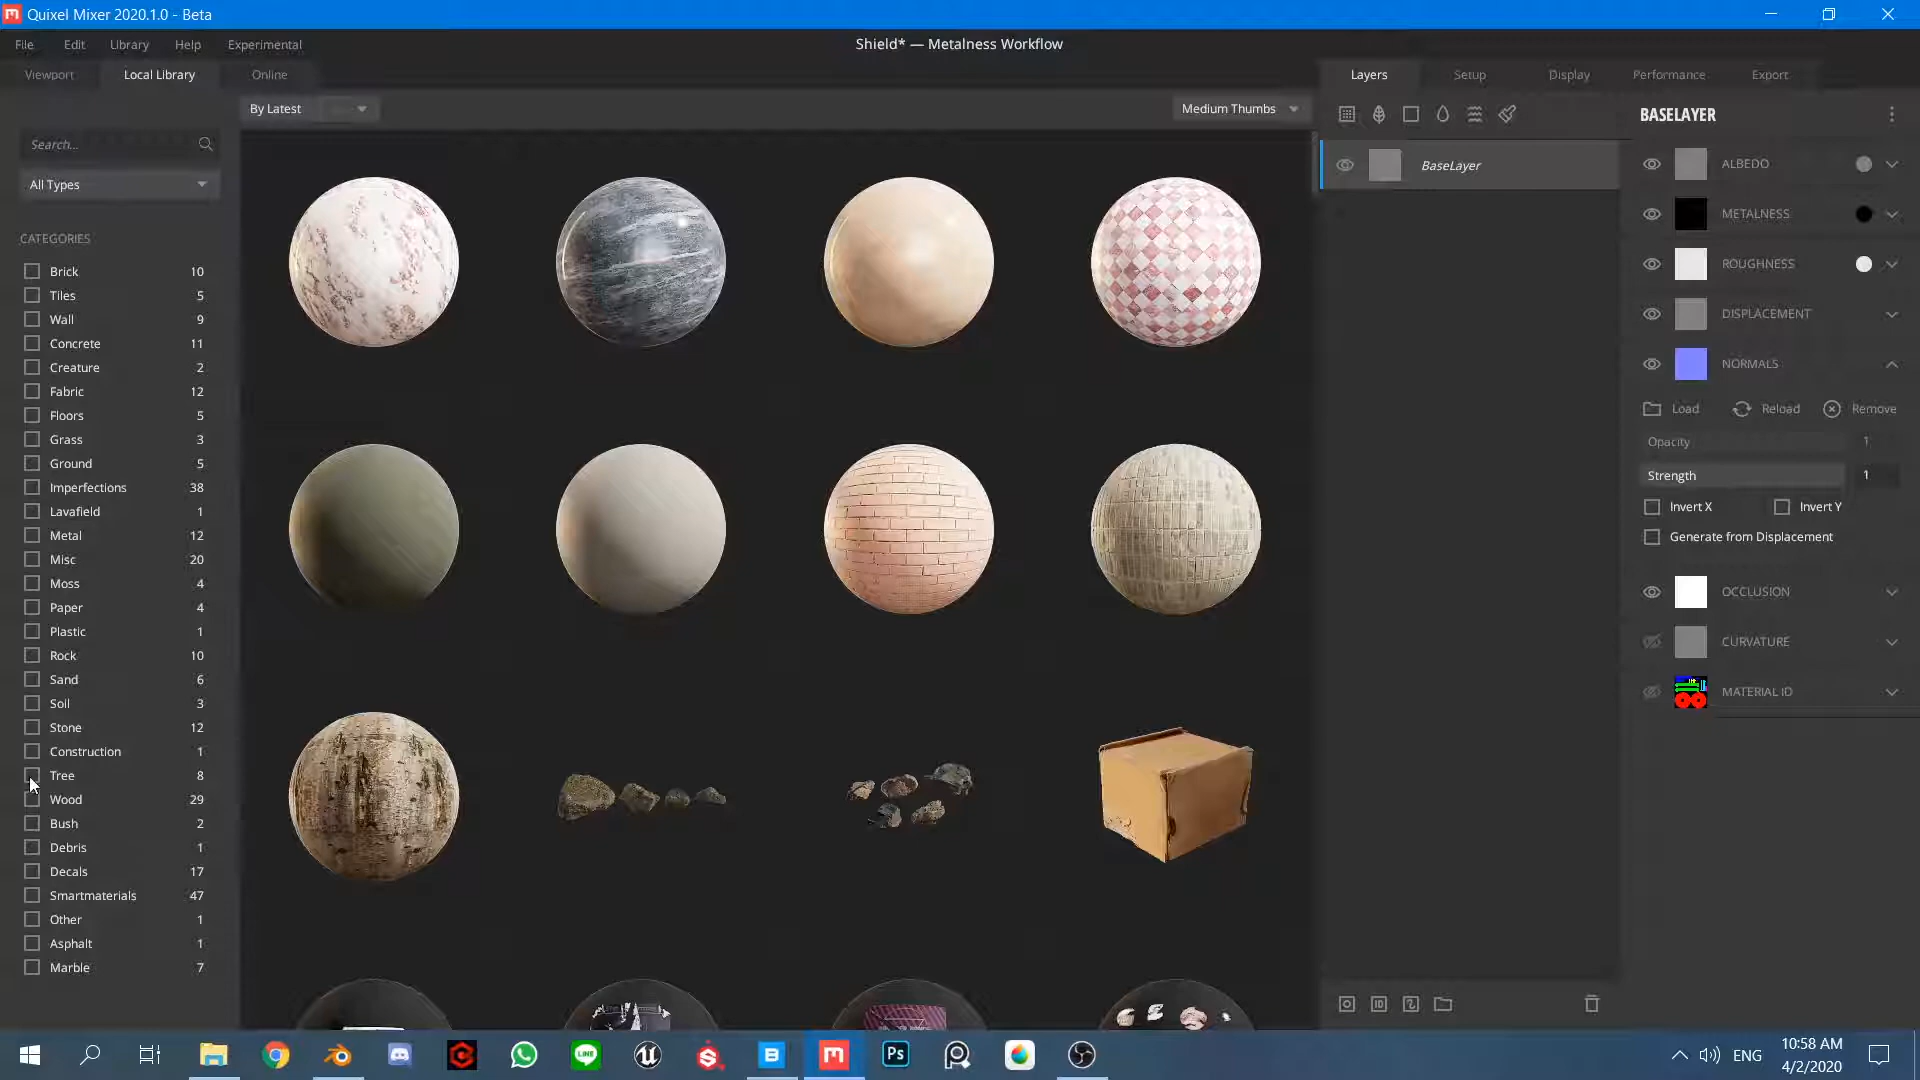 Quixel Mixer 2020.1.0 - Beta
File Edit Library Help Experimental
Shield* — Metalness Workflow
Viewport Local Library Online
Layers Setup Display Performance Export
By Latest
Medium Thumbs
Search...
All Types
CATEGORIES
Brick 10
Tiles 5
Wall 9
Concrete 11
Creature 2
Fabric 12
Floors 5
Grass 3
Ground 5
Imperfections 38
Lavafield 1
Metal 12
Misc 20
Moss 4
Paper 4
Plastic 1
Rock 10
Sand 6
Soil 3
Stone 12
Construction 1
Tree 8
Wood 29
Bush 2
Debris 1
Decals 17
Smartmaterials 47
Other 1
Asphalt 1
Marble 7
BaseLayer
BASELAYER
ALBEDO
METALNESS
ROUGHNESS
DISPLACEMENT
NORMALS
Load Reload Remove
Opacity 1
Strength 1
Invert X Invert Y
Generate from Displacement
OCCLUSION
CURVATURE
MATERIAL ID
ID
LINE
Ps
ENG
10:58 AM
4/2/2020